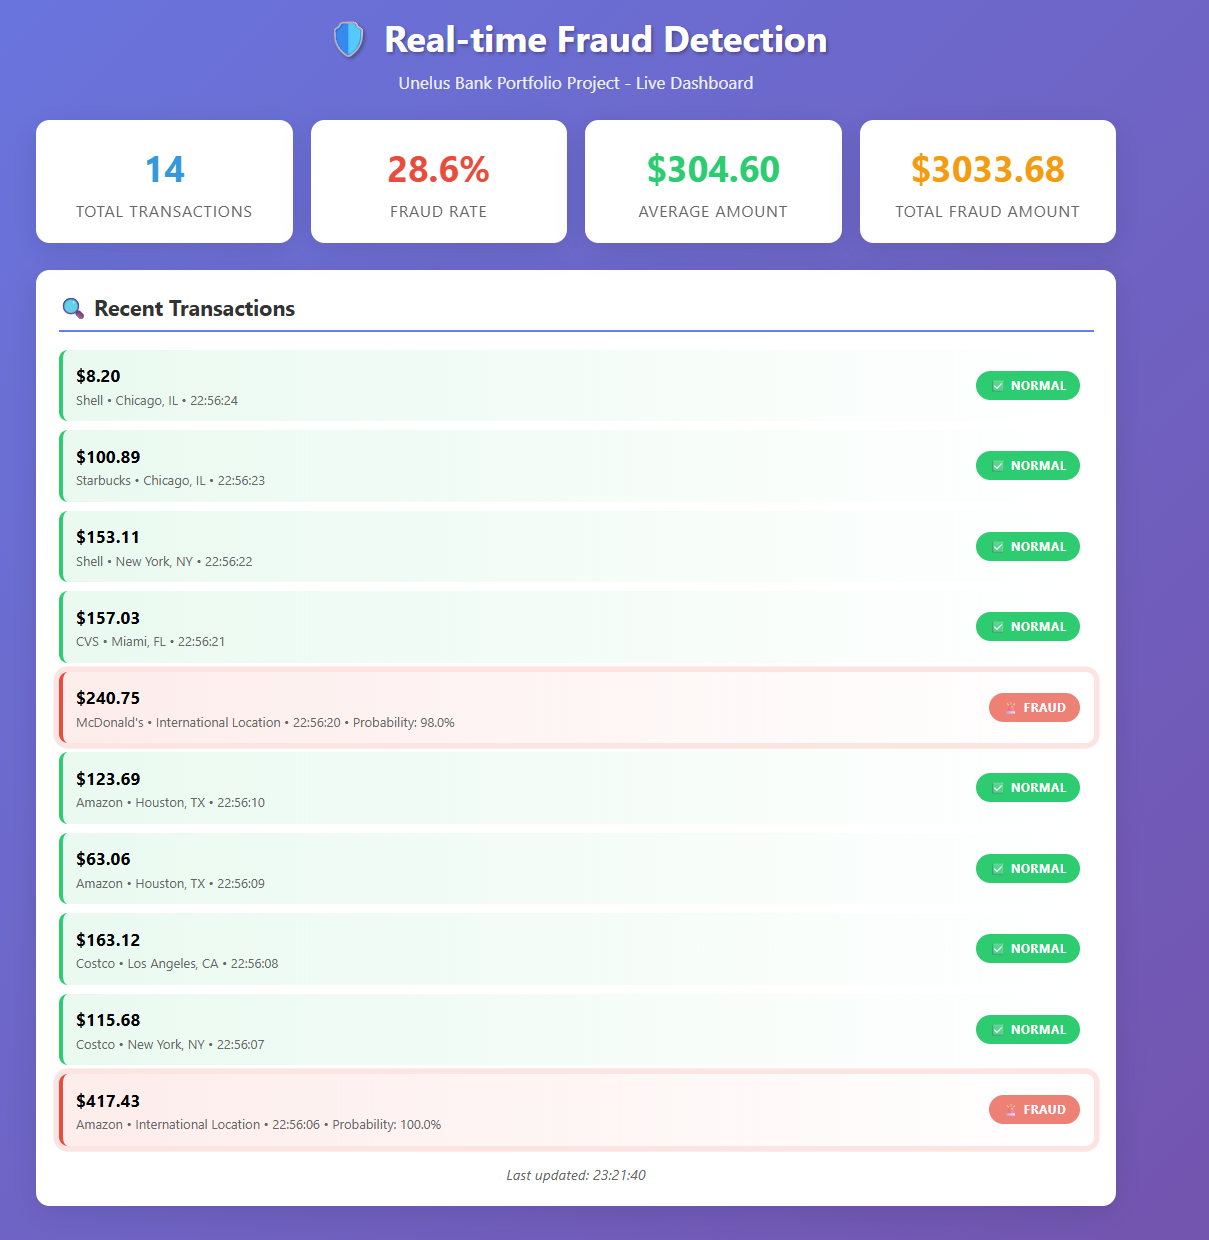 Real-time Fraud Detection
Unelus Bank Portfolio Project - Live Dashboard
14
TOTAL TRANSACTIONS
28.6%
FRAUD RATE
$304.60
AVERAGE AMOUNT
$3033.68
TOTAL FRAUD AMOUNT
Recent Transactions
$8.20
Shell • Chicago, IL • 22:56:24
NORMAL
$100.89
Starbucks • Chicago, IL • 22:56:23
NORMAL
$153.11
Shell • New York, NY • 22:56:22
NORMAL
$157.03
CVS • Miami, FL • 22:56:21
NORMAL
$240.75
McDonald's • International Location • 22:56:20 • Probability: 98.0%
FRAUD
$123.69
Amazon • Houston, TX • 22:56:10
NORMAL
$63.06
Amazon • Houston, TX • 22:56:09
NORMAL
$163.12
Costco • Los Angeles, CA • 22:56:08
NORMAL
$115.68
Costco • New York, NY • 22:56:07
NORMAL
$417.43
Amazon • International Location • 22:56:06 • Probability: 100.0%
FRAUD
Last updated: 23:21:40